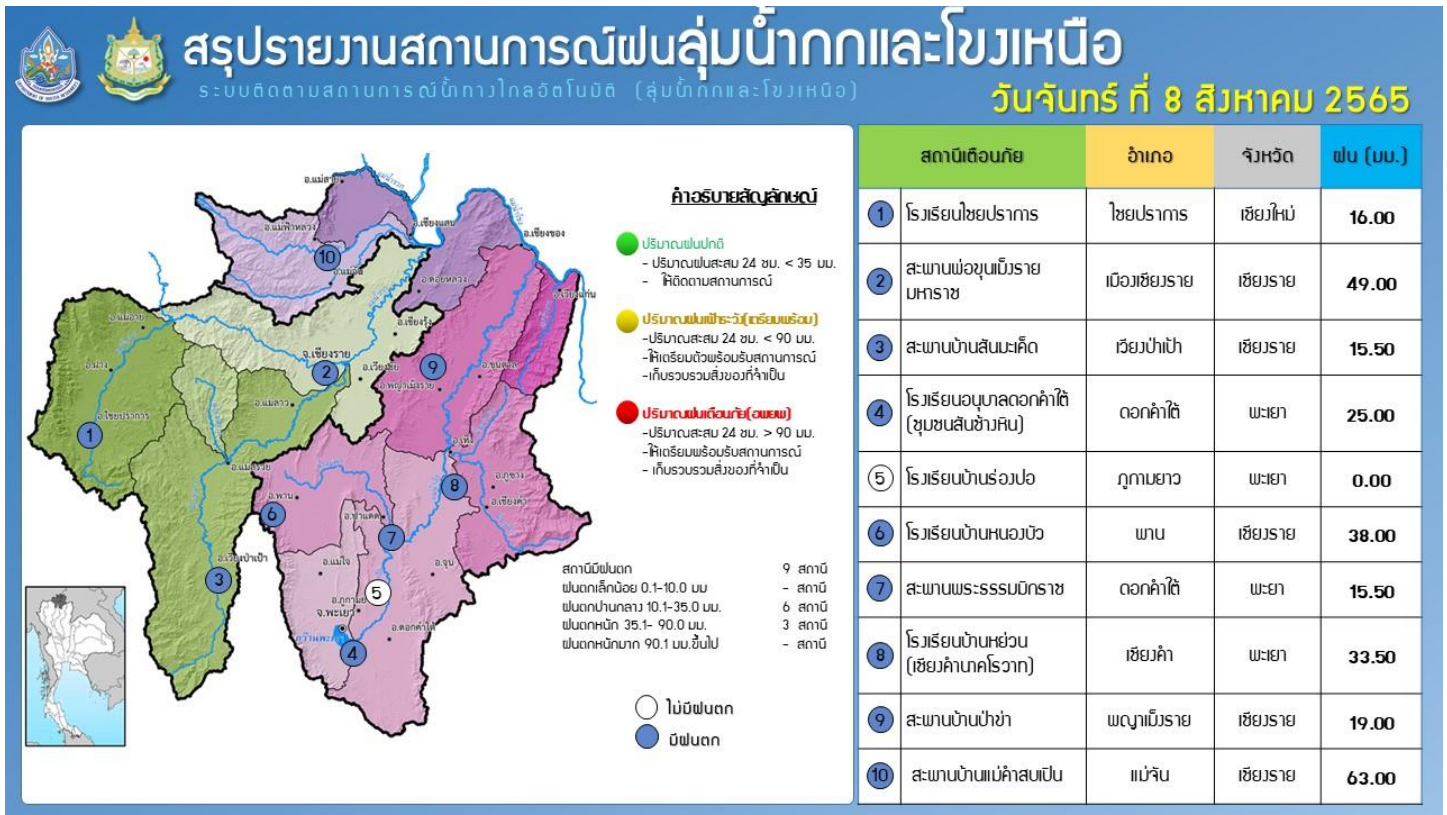 สรุปรายงานสถานการณ์ฝนลุ่มน้ำกกและโขงเหนือ
ระบบติดตามสถานการณ์น้ำทางไกลอัตโนมัติ (ลุ่มน้ำกกและโขงเหนือ)
วันจันทร์ ที่ 8 สิงหาคม 2565
อ.แม่สาย
อ.แม่ฟ้าหลวง
อ.เชียงแสน
อ.เชียงของ
10
อ.แม่จัน
อ.ดอยหลวง
อ.เวียงแก่น
อ.แม่อาย
อ.เชียงรุ้ง
จ.เชียงราย
2
อ.เวียงชัย
9
อ.ขุนตาล
อ.พญาเม็งราย
อ.ฝาง
อ.ไชยปราการ
1
อ.แม่ลาว
อ.แม่สรวย
อ.เทิง
8
อ.ภูซาง
อ.เชียงคำ
อ.พาน
6
อ.ป่าแดด
7
อ.เวียงป่าเป้า
3
อ.แม่ใจ
อ.จุน
5
อ.ภูกามยาว
จ.พะเยา
กว๊านพะเยา
4
อ.ดอกคำใต้
คำอธิบายสัญลักษณ์
ปริมาณฝนปกติ
- ปริมาณฝนสะสม 24 ชม. < 35 มม.
- ให้ติดตามสถานการณ์
ปริมาณฝนเฝ้าระวัง(เตรียมพร้อม)
-ปริมาณสะสม 24 ชม. < 90 มม.
-ให้เตรียมตัวพร้อมรับสถานการณ์
-เก็บรวบรวมสิ่งของที่จำเป็น
ปริมาณฝนเตือนภัย(อพยพ)
-ปริมาณสะสม 24 ชม. > 90 มม.
-ให้เตรียมพร้อมรับสถานการณ์
- เก็บรวบรวมสิ่งของที่จำเป็น
สถานีมีฝนตก 9 สถานี
ฝนตกเล็กน้อย 0.1-10.0 มม - สถานี
ฝนตกปานกลาง 10.1-35.0 มม. 6 สถานี
ฝนตกหนัก 35.1- 90.0 มม. 3 สถานี
ฝนตกหนักมาก 90.1 มม.ขึ้นไป - สถานี
ไม่มีฝนตก
มีฝนตก
สถานีเตือนภัย อำเภอ จังหวัด ฝน (มม.)
1 โรงเรียนไชยปราการ ไชยปราการ เชียงใหม่ 16.00
2 สะพานพ่อขุนเม็งราย มหาราช เมืองเชียงราย เชียงราย 49.00
3 สะพานบ้านสันมะเค็ด เวียงป่าเป้า เชียงราย 15.50
4 โรงเรียนอนุบาลดอกคำใต้ (ชุมชนสันช้างหิน) ดอกคำใต้ พะเยา 25.00
5 โรงเรียนบ้านร่องปอ ภูกามยาว พะเยา 0.00
6 โรงเรียนบ้านหนองบัว พาน เชียงราย 38.00
7 สะพานพระธรรมมิกราช ดอกคำใต้ พะยา 15.50
8 โรงเรียนบ้านหย่วน (เชียงคำนาคโรวาท) เชียงคำ พะเยา 33.50
9 สะพานบ้านป่าข่า พญาเม็งราย เชียงราย 19.00
10 สะพานบ้านแม่คำสบเปิน แม่จัน เชียงราย 63.00